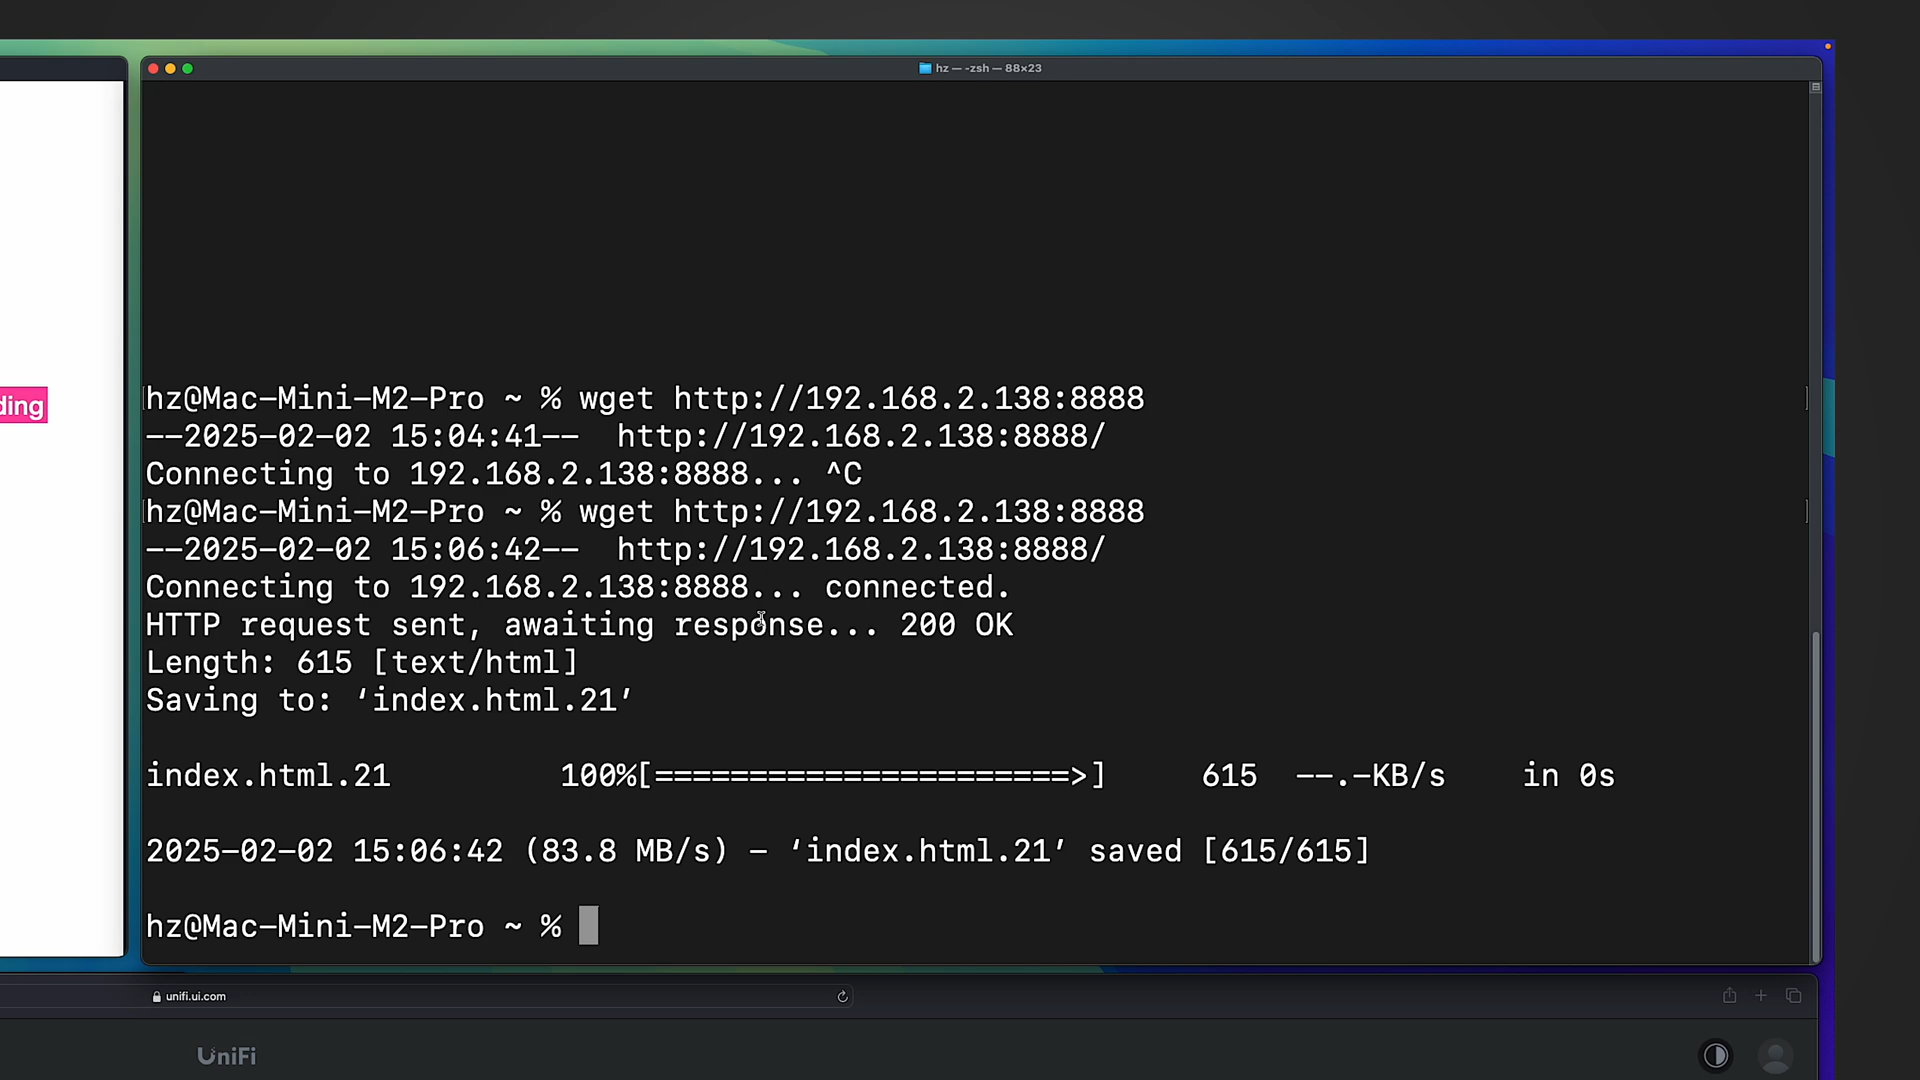 hz — -zsh — 88×23
ding
hz@Mac-Mini-M2-Pro ~ % wget http://192.168.2.138:8888
--2025-02-02 15:04:41--  http://192.168.2.138:8888/
Connecting to 192.168.2.138:8888... ^C
hz@Mac-Mini-M2-Pro ~ % wget http://192.168.2.138:8888
--2025-02-02 15:06:42--  http://192.168.2.138:8888/
Connecting to 192.168.2.138:8888... connected.
HTTP request sent, awaiting response... 200 OK
Length: 615 [text/html]
Saving to: ‘index.html.21’
index.html.21         100%[======================>]     615  --.-KB/s    in 0s
2025-02-02 15:06:42 (83.8 MB/s) - ‘index.html.21’ saved [615/615]
hz@Mac-Mini-M2-Pro ~ %
unifi.ui.com
UniFi